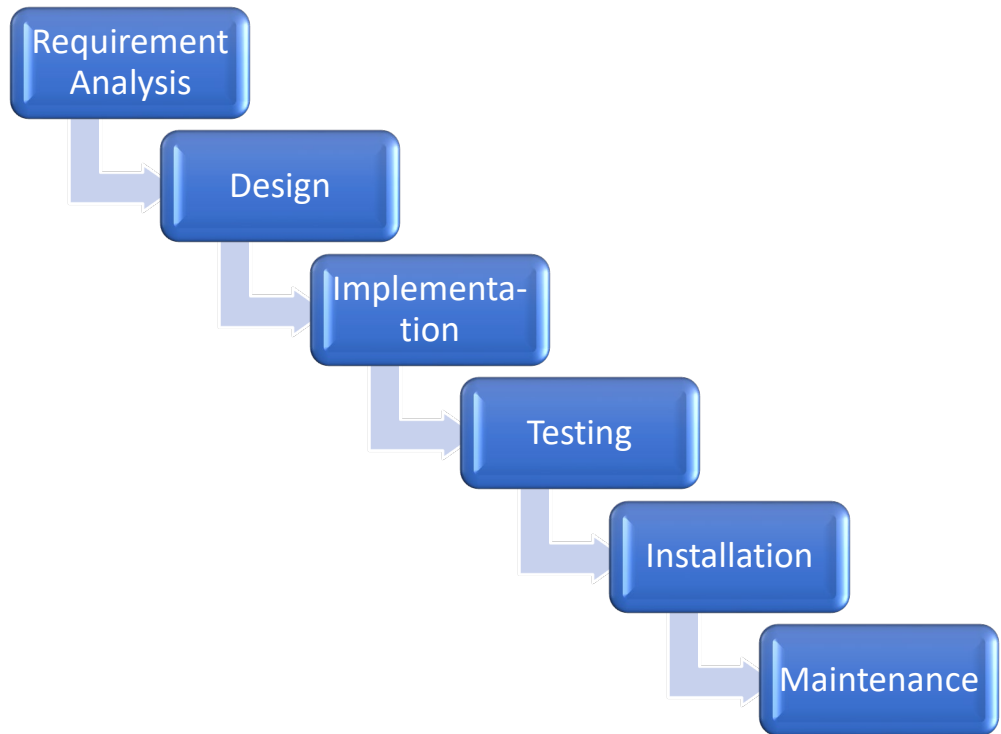 Requirement
Analysis
Design
Implementa-
tion
Testing
Installation
Maintenance